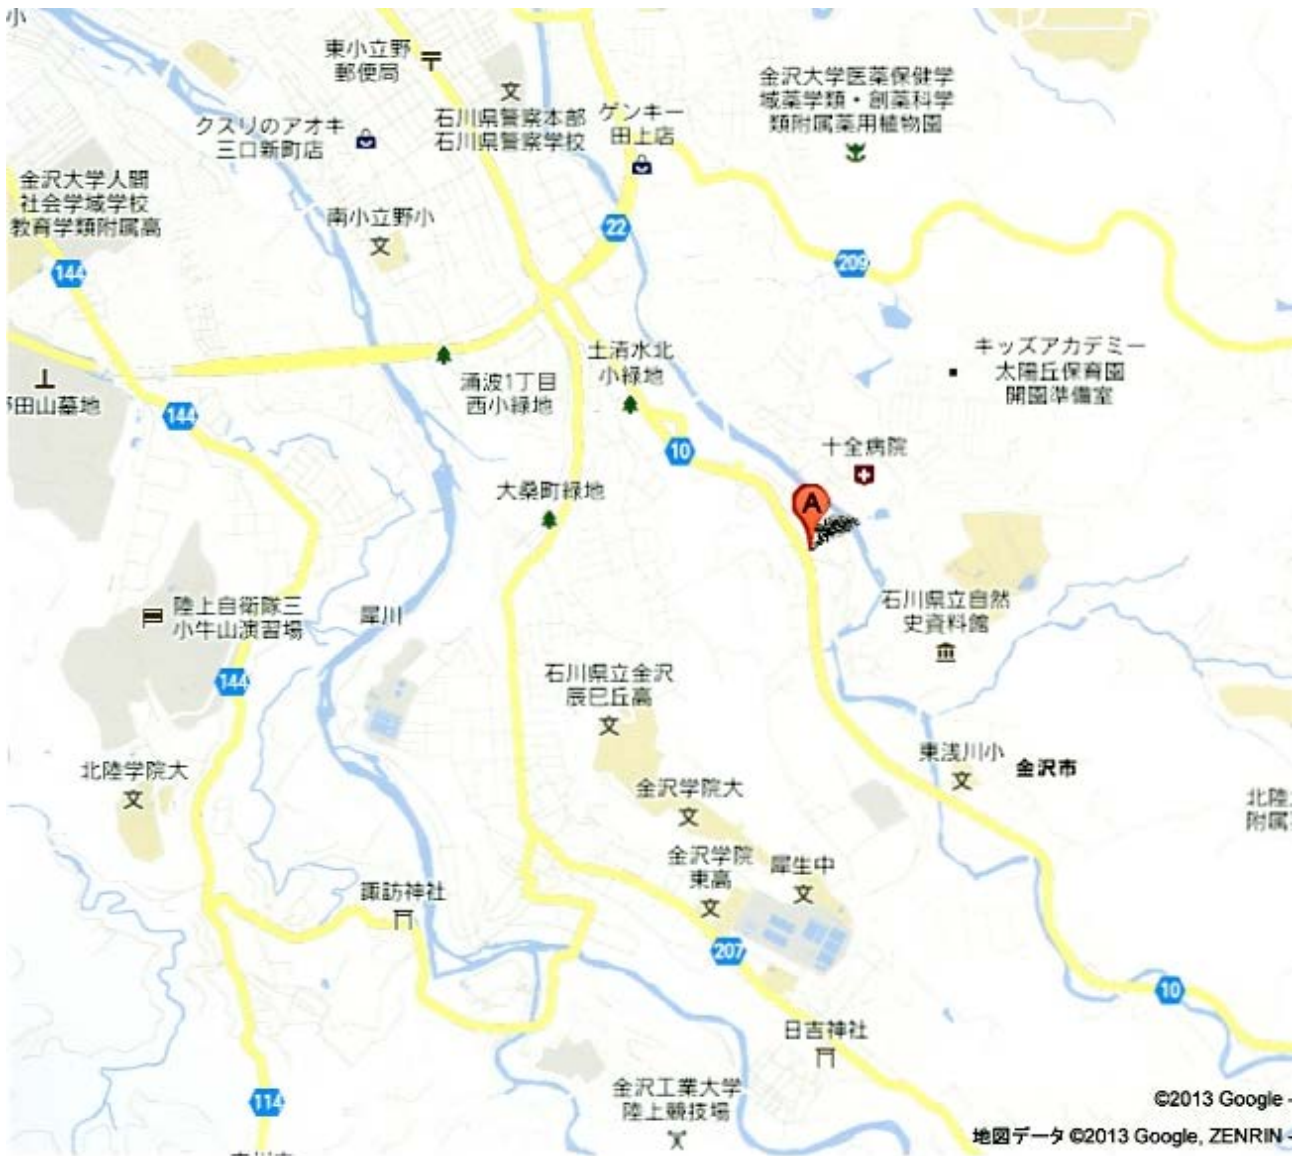 小
東小立野
郵便局
石川県警察本部
石川県警察学校
ゲンキー
田上店
金沢大学医薬保健学
域薬学類・創薬科学
類附属薬用植物園
クスリのアオキ
三口新町店
金沢大学人間
社会学域学校
教育学類附属高
南小立野小
22
209
144
土清水北
小緑地
キッズアカデミー
太陽丘保育園
開園準備室
涌波1丁目
西小緑地
野田山墓地
144
10
十全病院
大桑町緑地
A
陸上自衛隊三
小牛山演習場
犀川
石川県立自然
史資料館
144
石川県立金沢
辰巳丘高
東浅川小
金沢市
北陸学院大
金沢学院大
北陸
附属
金沢学院
東高
犀生中
諏訪神社
207
10
日吉神社
金沢工業大学
陸上競技場
114
©2013 Google -
地図データ ©2013 Google, ZENRIN -